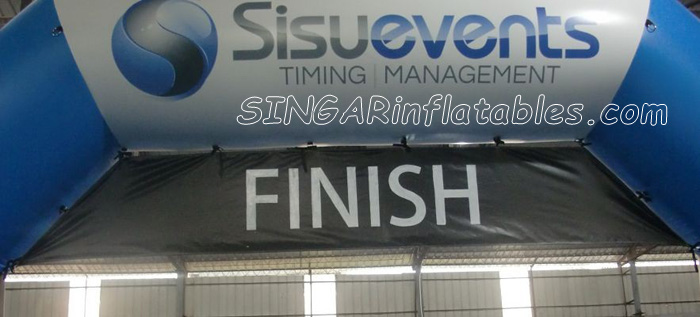 Sisuevents
TIMING | MANAGEMENT
SINGARinflatables.com
FINISH